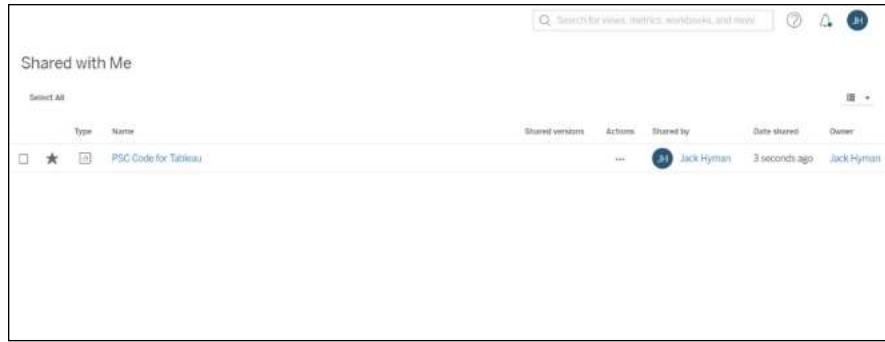 Search for views, metrics, workbooks, and more
JH
Shared with Me
Select All
Type Name Shared versions Actions Shared by Date shared Owner
PSC Code for Tableau ... JH Jack Hyman 3 seconds ago Jack Hyman